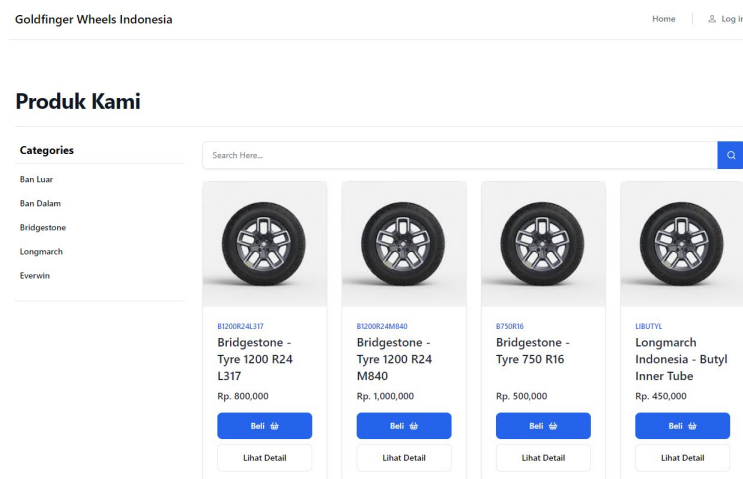 Goldfinger Wheels Indonesia
Home
Log in
Produk Kami
Categories
Ban Luar
Ban Dalam
Bridgestone
Longmarch
Everwin
Search Here...
B1200R24L317
Bridgestone -
Tyre 1200 R24
L317
Rp. 800,000
Beli
Lihat Detail
B1200R24M840
Bridgestone -
Tyre 1200 R24
M840
Rp. 1,000,000
Beli
Lihat Detail
B750R16
Bridgestone -
Tyre 750 R16
Rp. 500,000
Beli
Lihat Detail
LIBUTYL
Longmarch
Indonesia - Butyl
Inner Tube
Rp. 450,000
Beli
Lihat Detail